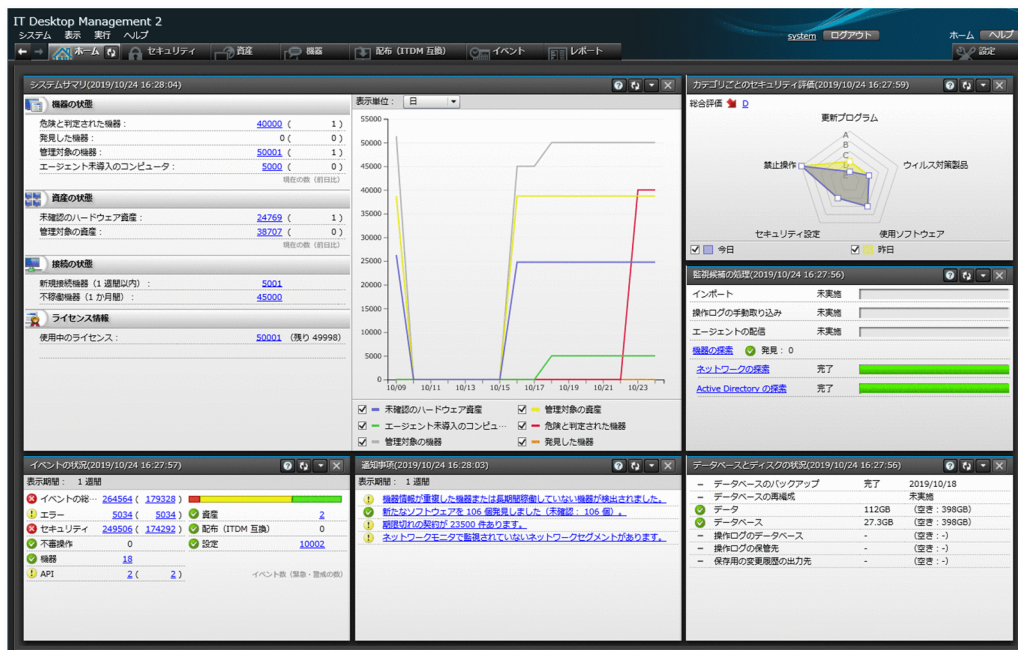 IT Desktop Management 2
システム 表示 実行 ヘルプ
system ログアウト
ホーム ヘルプ
ホーム セキュリティ 資産 機器 配布 (ITDM 互換) イベント レポート 設定
システムサマリ(2019/10/24 16:28:04)
機器の状態
危険と判定された機器： 40000 ( 1 )
発見した機器： 0 ( 0 )
管理対象の機器： 50001 ( 1 )
エージェント未導入のコンピュータ： 5000 ( 0 )
現在の数 (前日比)
資産の状態
未確認のハードウェア資産： 24769 ( 1 )
管理対象の資産： 38707 ( 0 )
現在の数 (前日比)
接続の状態
新規接続機器 (1 週間以内) ： 5001
不稼働機器 (1 か月間) ： 45000
ライセンス情報
使用中のライセンス： 50001 (残り 49998)
表示単位： 日
55000
50000
45000
40000
35000
30000
25000
20000
15000
10000
5000
0
10/09 10/11 10/13 10/15 10/17 10/19 10/21 10/23
未確認のハードウェア資産 管理対象の資産
エージェント未導入のコンピュ… 危険と判定された機器
管理対象の機器 発見した機器
カテゴリごとのセキュリティ評価(2019/10/24 16:27:59)
総合評価 D
更新プログラム
A
B
C
禁止操作 ウィルス対策製品
セキュリティ設定 使用ソフトウェア
今日 昨日
監視候補の処理(2019/10/24 16:27:56)
インポート 未実施
操作ログの手動取り込み 未実施
エージェントの配信 未実施
機器の探索 発見： 0
ネットワークの探索 完了
Active Directory の探索 完了
イベントの状況(2019/10/24 16:27:57)
表示期間： 1 週間
イベントの総… 264564 ( 179328 )
エラー 5034 ( 5034 ) 資産 2
セキュリティ 249506 ( 174292 ) 配布 (ITDM 互換) 0
不審操作 0 設定 10002
機器 18
API 2 ( 2 )
イベント数 (緊急・警戒の数)
通知事項(2019/10/24 16:28:03)
表示期間： 1 週間
機器情報が重複した機器または長期間稼働していない機器が検出されました。
新たなソフトウェアを 106 個発見しました (未確認： 106 個) 。
期限切れの契約が 23500 件あります。
ネットワークモニタで監視されていないネットワークセグメントがあります。
データベースとディスクの状況(2019/10/24 16:27:56)
− データベースのバックアップ 完了 2019/10/18
− データベースの再編成 未実施
データ 112GB (空き：398GB)
データベース 27.3GB (空き：398GB)
− 操作ログのデータベース - (空き：-)
− 操作ログの保管先 - (空き：-)
− 保存用の変更履歴の出力先 - (空き：-)